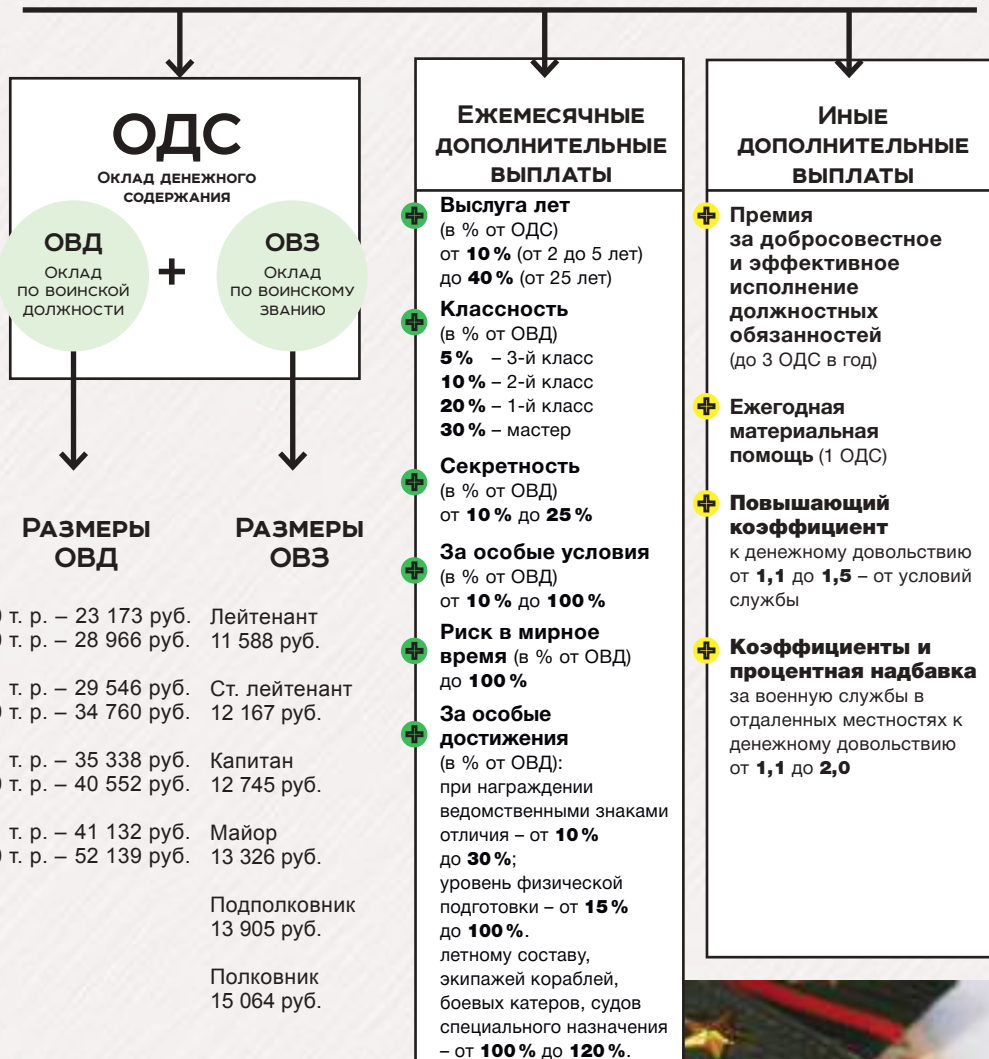 ОДС
Оклад денежного
содержания
ОВД
Оклад
по воинской
должности
+
ОВЗ
Оклад
по воинскому
званию
Размеры
ОВД
т. р. – 23 173 руб.
т. р. – 28 966 руб.
т. р. – 29 546 руб.
т. р. – 34 760 руб.
т. р. – 35 338 руб.
т. р. – 40 552 руб.
т. р. – 41 132 руб.
т. р. – 52 139 руб.
Размеры
ОВЗ
Лейтенант
11 588 руб.
Ст. лейтенант
12 167 руб.
Капитан
12 745 руб.
Майор
13 326 руб.
Подполковник
13 905 руб.
Полковник
15 064 руб.
Ежемесячные
дополнительные
выплаты
Выслуга лет
(в % от ОДС)
от 10 % (от 2 до 5 лет)
до 40 % (от 25 лет)
Классность
(в % от ОВД)
5 % – 3-й класс
10 % – 2-й класс
20 % – 1-й класс
30 % – мастер
Секретность
(в % от ОВД)
от 10 % до 25 %
За особые условия
(в % от ОВД)
от 10 % до 100 %
Риск в мирное
время (в % от ОВД)
до 100 %
За особые
достижения
(в % от ОВД):
при награждении
ведомственными знаками
отличия – от 10 %
до 30 %;
уровень физической
подготовки – от 15 %
до 100 %.
летному составу,
экипажей кораблей,
боевых катеров, судов
специального назначения
– от 100 % до 120 %.
Иные
дополнительные
выплаты
Премия
за добросовестное
и эффективное
исполнение
должностных
обязанностей
(до 3 ОДС в год)
Ежегодная
материальная
помощь (1 ОДС)
Повышающий
коэффициент
к денежному довольствию
от 1,1 до 1,5 – от условий
службы
Коэффициенты и
процентная надбавка
за военную службы в
отдаленных местностях к
денежному довольствию
от 1,1 до 2,0